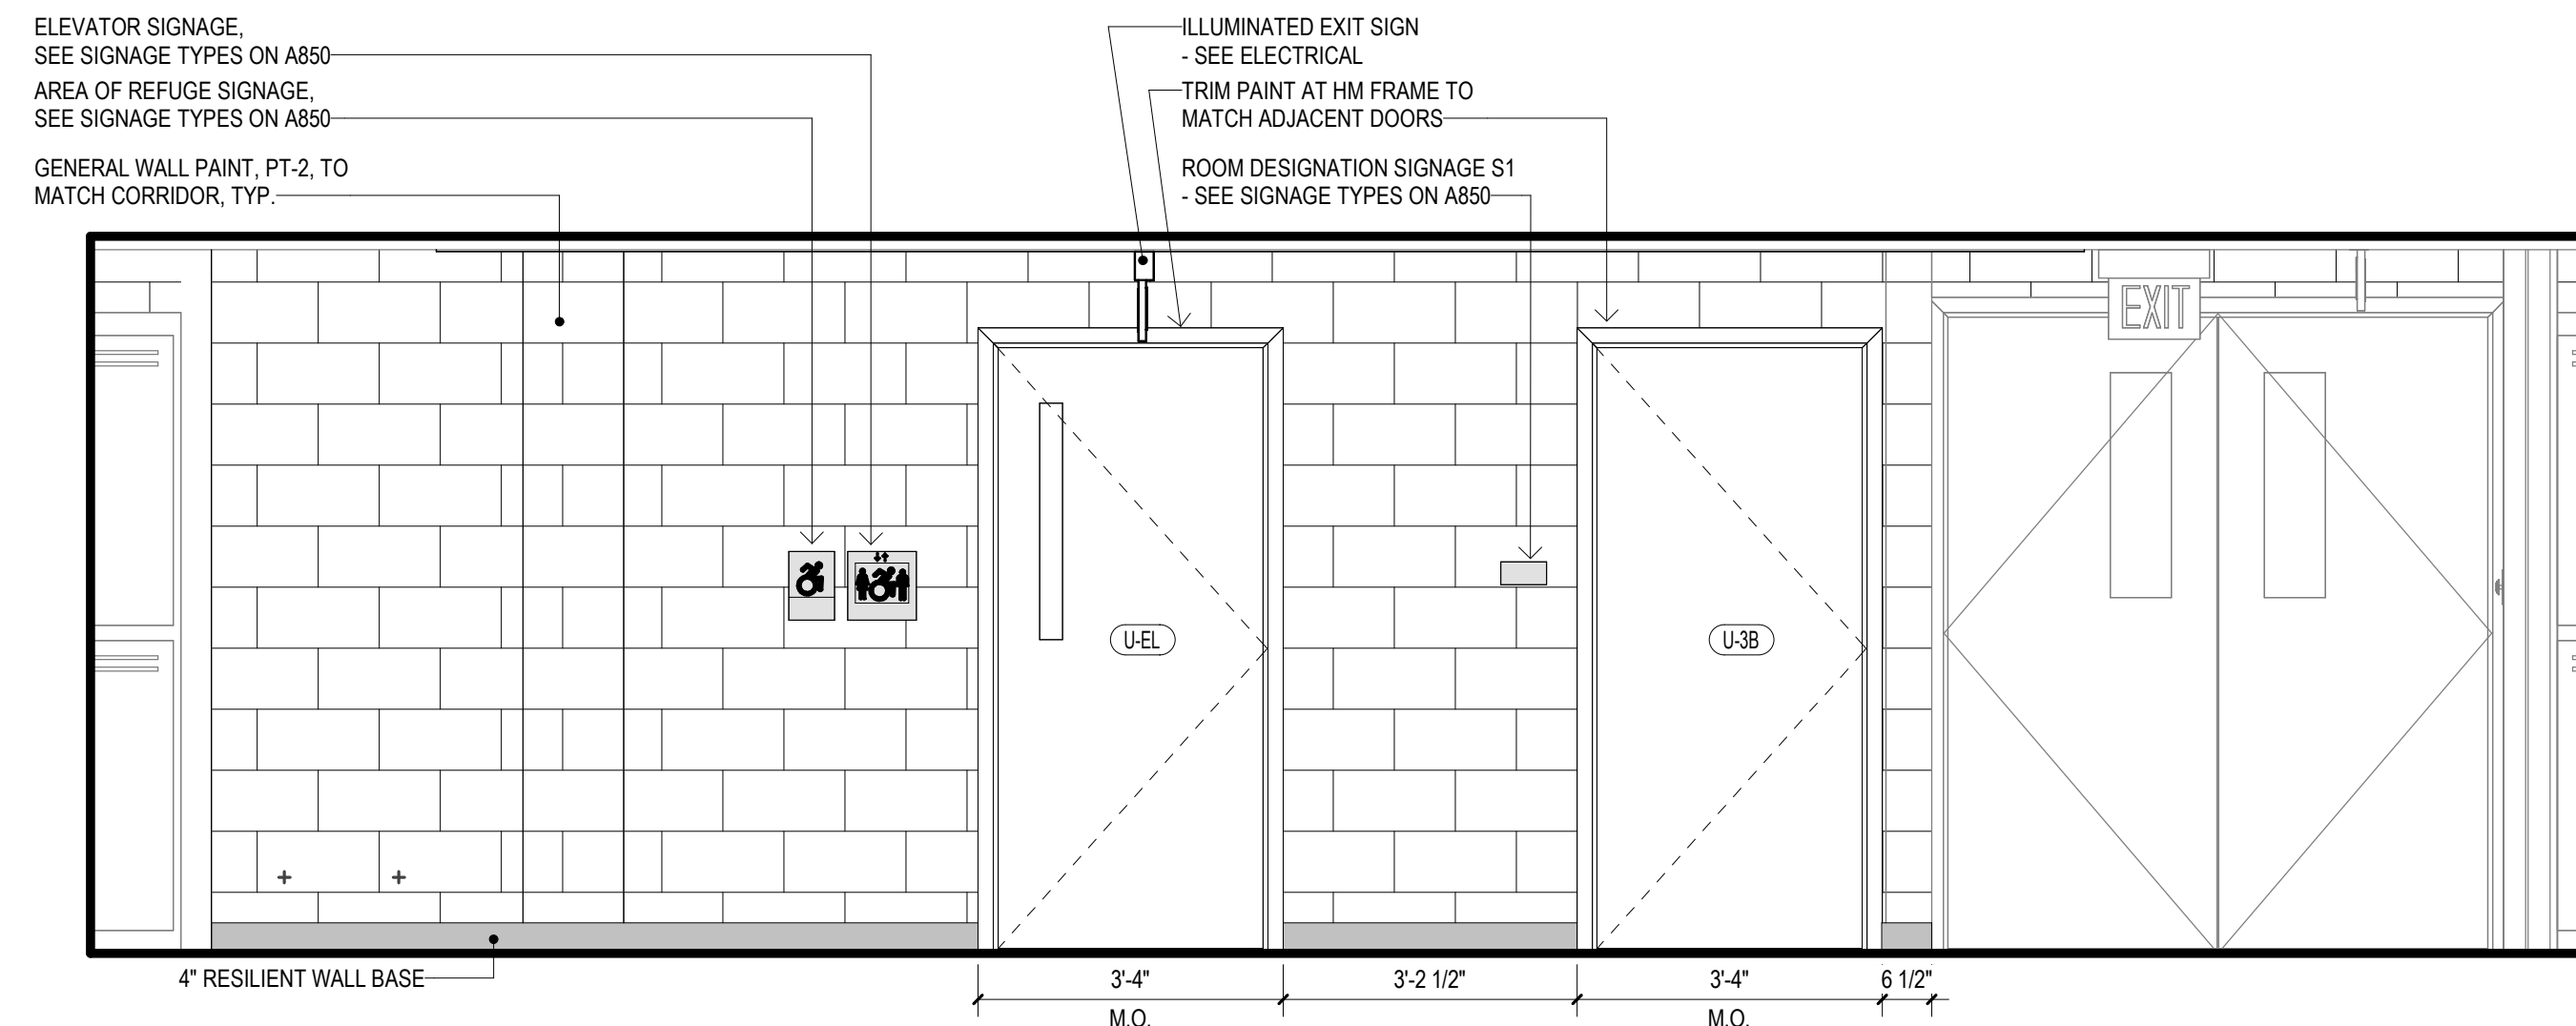 ELEVATOR SIGNAGE,
SEE SIGNAGE TYPES ON A850
AREA OF REFUGE SIGNAGE,
SEE SIGNAGE TYPES ON A850
GENERAL WALL PAINT, PT-2, TO
MATCH CORRIDOR, TYP.
ILLUMINATED EXIT SIGN
- SEE ELECTRICAL
TRIM PAINT AT HM FRAME TO
MATCH ADJACENT DOORS
ROOM DESIGNATION SIGNAGE S1
- SEE SIGNAGE TYPES ON A850
EXIT
U-EL
U-3B
4" RESILIENT WALL BASE
3'-4"
M.O.
3'-2 1/2"
3'-4"
M.O.
6 1/2"